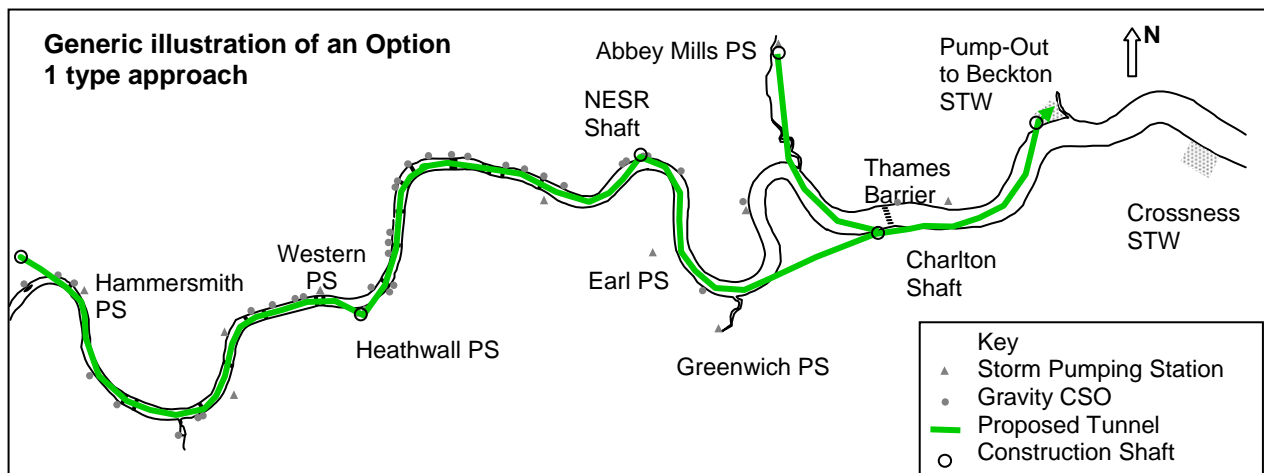 Generic illustration of an Option
1 type approach
Abbey Mills PS
Pump-Out
to Beckton
STW
N
NESR
Shaft
Thames
Barrier
Crossness
STW
Western
PS
Hammersmith
PS
Earl PS
Charlton
Shaft
Heathwall PS
Greenwich PS
Key
Storm Pumping Station
Gravity CSO
Proposed Tunnel
Construction Shaft